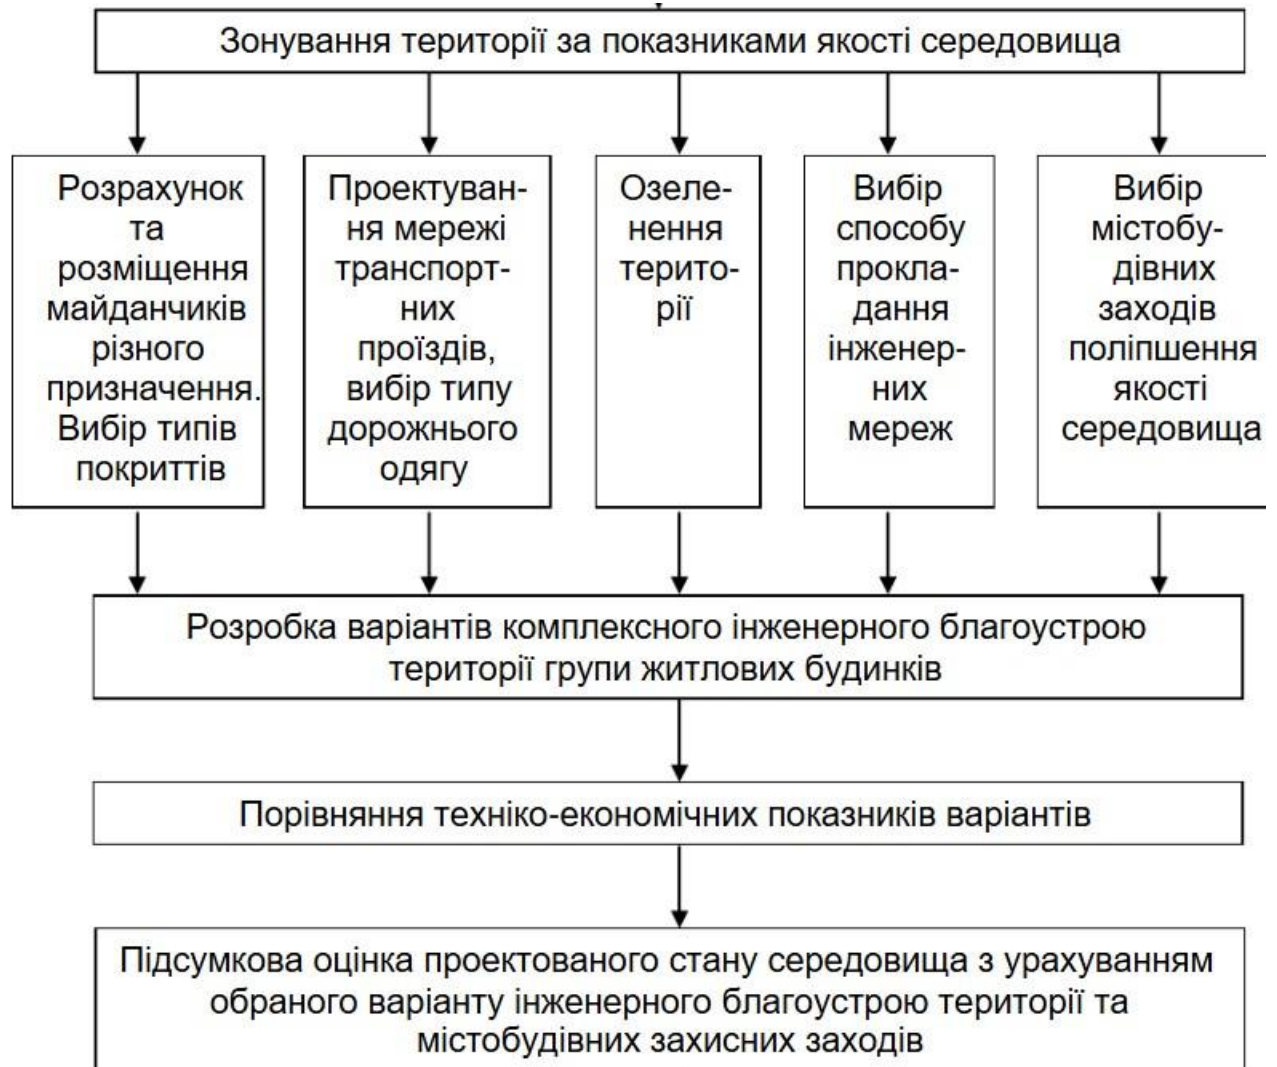 Зонування території за показниками якості середовища
Розрахунок
та
розміщення
майданчиків
різного
призначення.
Вибір типів
покриттів
Проектуван-
ня мережі
транспорт-
них
проїздів,
вибір типу
дорожнього
одягу
Озеле-
нення
терито-
рії
Вибір
способу
прокла-
дання
інженер-
них
мереж
Вибір
містобу-
дівних
заходів
поліпшення
якості
середовища
Розробка варіантів комплексного інженерного благоустрою
території групи житлових будинків
Порівняння техніко-економічних показників варіантів
Підсумкова оцінка проектованого стану середовища з урахуванням
обраного варіанту інженерного благоустрою території та
містобудівних захисних заходів